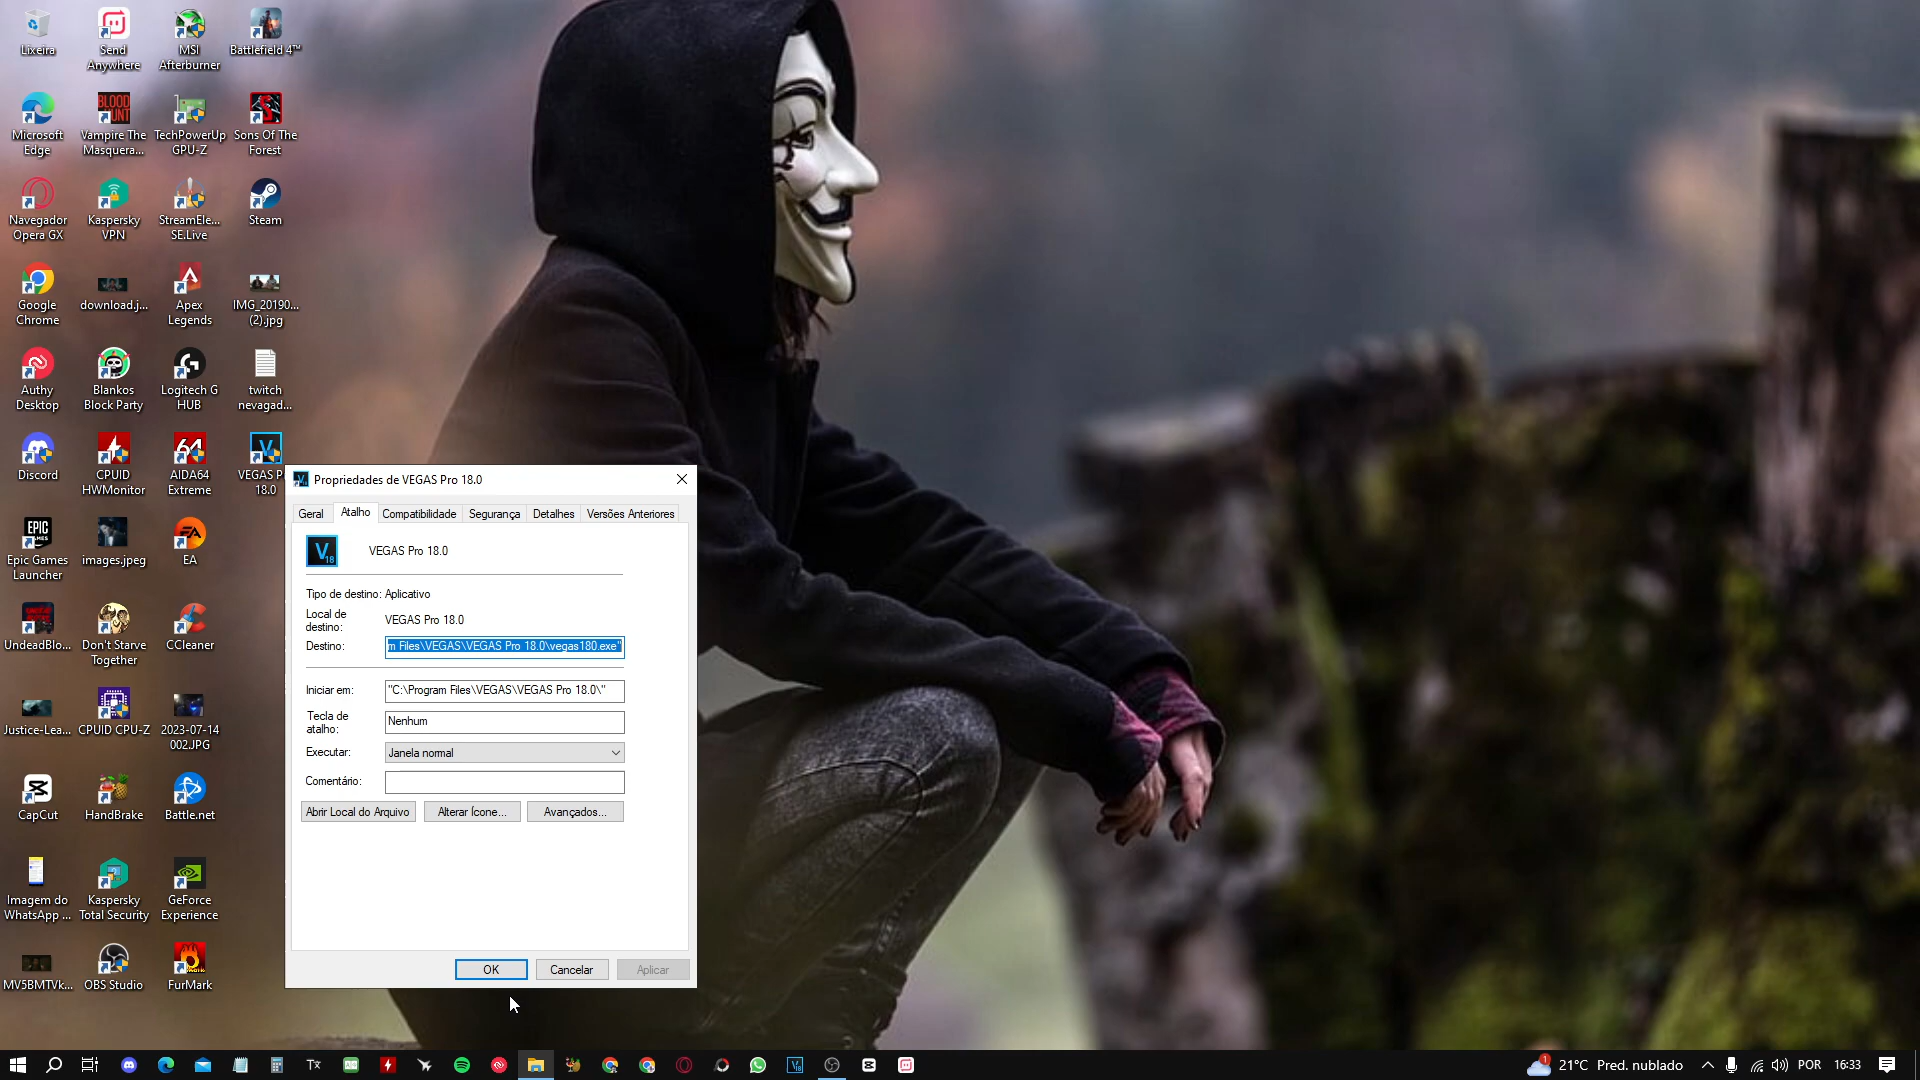 Lixeira
Send
Anywhere
MSI
Afterburner
Battlefield 4™
Microsoft
Edge
BLOOD
HUNT
Vampire The
Masquera...
TechPowerUp
GPU-Z
Sons Of The
Forest
Navegador
Opera GX
Kaspersky
VPN
StreamEle...
SE.Live
Steam
Google
Chrome
download.j...
Apex
Legends
IMG_20190...
(2).jpg
Authy
Desktop
Blankos
Block Party
Logitech G
HUB
twitch
nevagad...
Discord
CPUID
HWMonitor
64
AIDA64
Extreme
VEGAS P
18.0
EPIC
GAMES
Epic Games
Launcher
images.jpeg
EA
EA
UndeadBlo...
Don't Starve
Together
CCleaner
Justice-Lea...
CPUID CPU-Z
2023-07-14
002.JPG
CapCut
HandBrake
Battle.net
Imagem do
WhatsApp ...
Kaspersky
Total Security
GeForce
Experience
MV5BMTVk...
OBS Studio
FurMark
Propriedades de VEGAS Pro 18.0
Geral
Atalho
Compatibilidade
Segurança
Detalhes
Versões Anteriores
V18
VEGAS Pro 18.0
Tipo de destino: Aplicativo
Local de
destino:
VEGAS Pro 18.0
Destino:
m Files\VEGAS\VEGAS Pro 18.0\vegas180.exe"
Iniciar em:
"C:\Program Files\VEGAS\VEGAS Pro 18.0\"
Tecla de
atalho:
Nenhum
Executar:
Janela normal
Comentário:
Abrir Local do Arquivo
Alterar Ícone...
Avançados...
OK
Cancelar
Aplicar
1
21°C Pred. nublado
POR
16:33